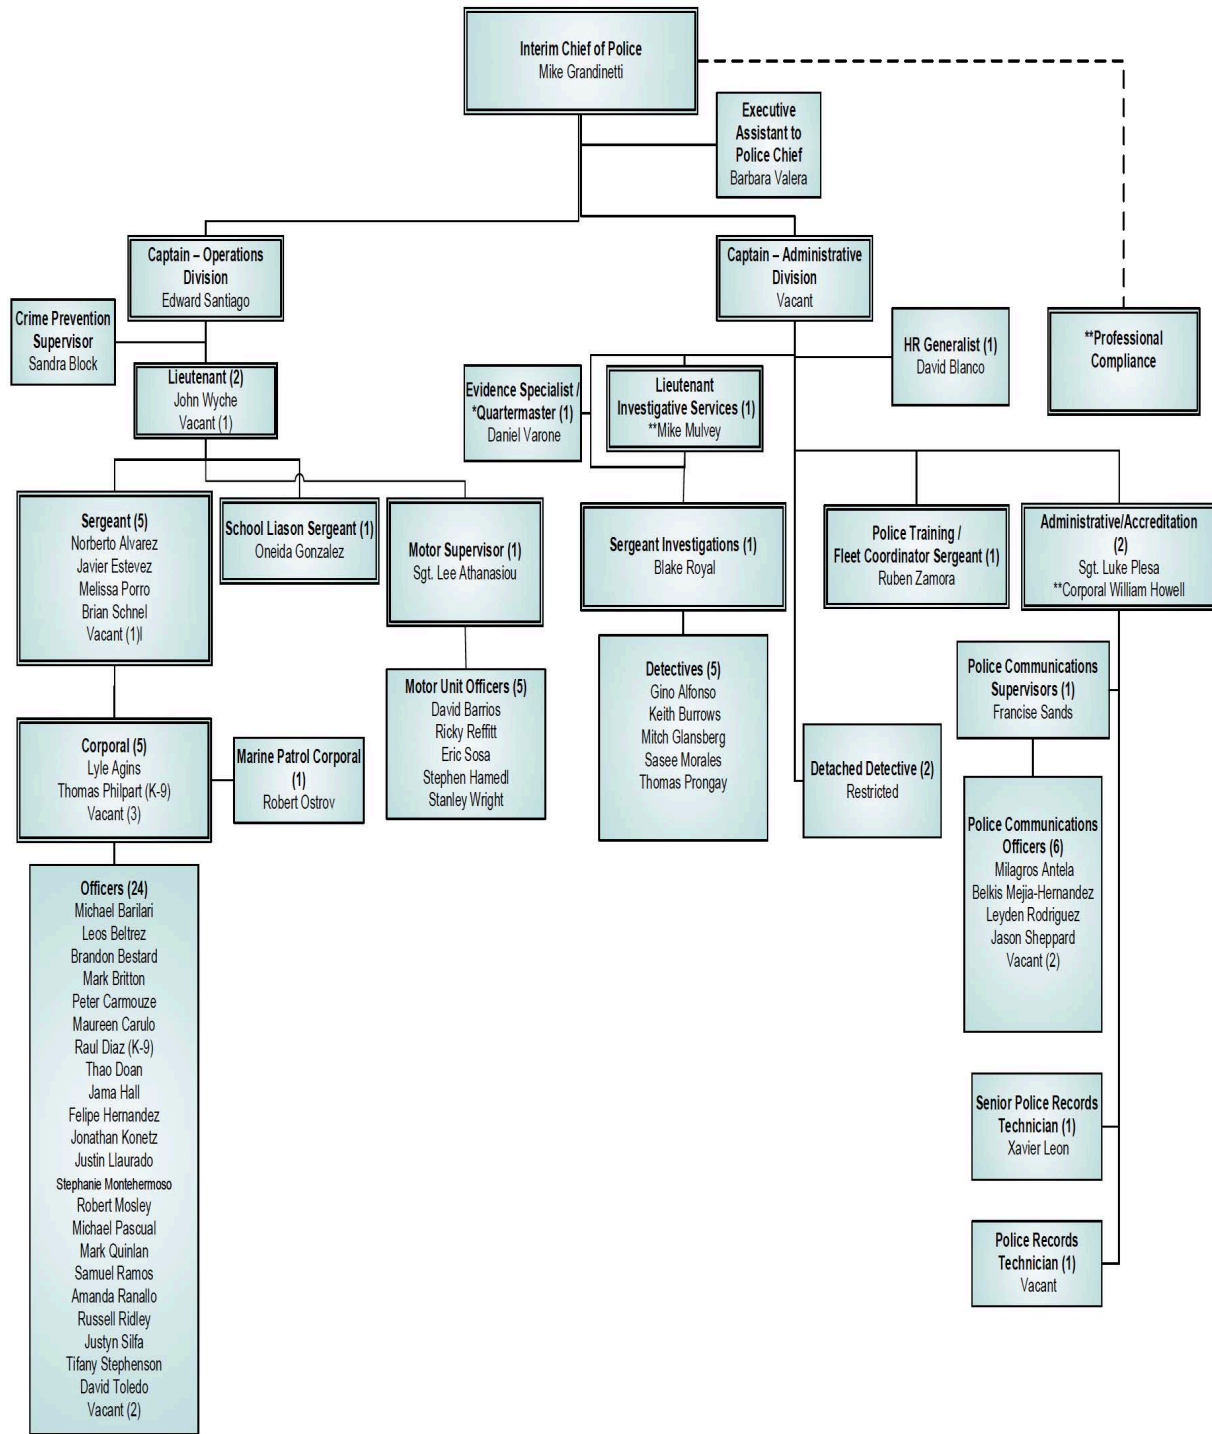 Interim Chief of Police
Mike Grandinetti
Executive
Assistant to
Police Chief
Barbara Valera
Captain – Operations
Division
Edward Santiago
Captain – Administrative
Division
Vacant
Crime Prevention
Supervisor
Sandra Block
HR Generalist (1)
David Blanco
**Professional
Compliance
Lieutenant (2)
John Wyche
Vacant (1)
Evidence Specialist /
*Quartermaster (1)
Daniel Varone
Lieutenant
Investigative Services (1)
**Mike Mulvey
Sergeant (5)
Norberto Alvarez
Javier Estevez
Melissa Porro
Brian Schnel
Vacant (1)l
School Liason Sergeant (1)
Oneida Gonzalez
Motor Supervisor (1)
Sgt. Lee Athanasiou
Sergeant Investigations (1)
Blake Royal
Police Training /
Fleet Coordinator Sergeant (1)
Ruben Zamora
Administrative/Accreditation
(2)
Sgt. Luke Plesa
**Corporal William Howell
Motor Unit Officers (5)
David Barrios
Ricky Reffitt
Eric Sosa
Stephen Hamedl
Stanley Wright
Detectives (5)
Gino Alfonso
Keith Burrows
Mitch Glansberg
Sasee Morales
Thomas Prongay
Police Communications
Supervisors (1)
Francise Sands
Corporal (5)
Lyle Agins
Thomas Philpart (K-9)
Vacant (3)
Marine Patrol Corporal
(1)
Robert Ostrov
Detached Detective (2)
Restricted
Police Communications
Officers (6)
Milagros Antela
Belkis Mejia-Hernandez
Leyden Rodriguez
Jason Sheppard
Vacant (2)
Officers (24)
Michael Barilari
Leos Beltrez
Brandon Bestard
Mark Britton
Peter Carmouze
Maureen Carulo
Raul Diaz (K-9)
Thao Doan
Jama Hall
Felipe Hernandez
Jonathan Konetz
Justin Llaurado
Stephanie Montehermoso
Robert Mosley
Michael Pascual
Mark Quinlan
Samuel Ramos
Amanda Ranallo
Russell Ridley
Justyn Silfa
Tifany Stephenson
David Toledo
Vacant (2)
Senior Police Records
Technician (1)
Xavier Leon
Police Records
Technician (1)
Vacant